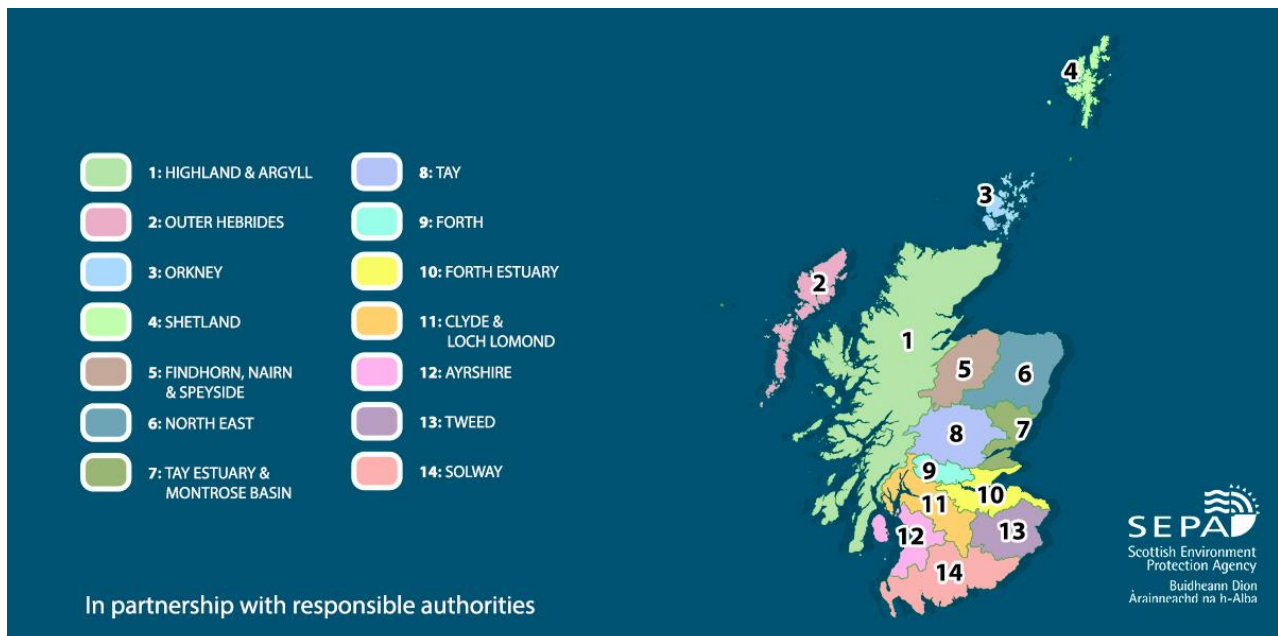 1: HIGHLAND & ARGYLL
2: OUTER HEBRIDES
3: ORKNEY
4: SHETLAND
5: FINDHORN, NAIRN
& SPEYSIDE
6: NORTH EAST
7: TAY ESTUARY &
MONTROSE BASIN
8: TAY
9: FORTH
10: FORTH ESTUARY
11: CLYDE &
LOCH LOMOND
12: AYRSHIRE
13: TWEED
14: SOLWAY
In partnership with responsible authorities
4
3
2
1
5
6
8
7
9
10
11
12
13
14
SEPA
Scottish Environment
Protection Agency
Buidheann Dìon
Àrainneachd na h-Alba